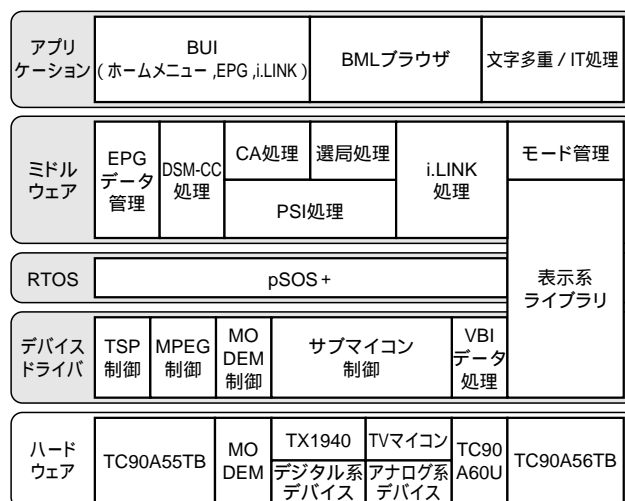 アプリ
ケーション
BUI
( ホームメニュー ,EPG ,i.LINK )
BMLブラウザ
文字多重 / IT処理
ミドル
ウェア
EPG
データ
管理
DSM-CC
処理
CA処理
選局処理
PSI処理
i.LINK
処理
モード管理
表示系
ライブラリ
RTOS
pSOS+
デバイス
ドライバ
TSP
制御
MPEG
制御
MO
DEM
制御
サブマイコン
制御
VBI
データ
処理
ハード
ウェア
TC90A55TB
MO
DEM
TX1940
TVマイコン
デジタル系
デバイス
アナログ系
デバイス
TC90
A60U
TC90A56TB